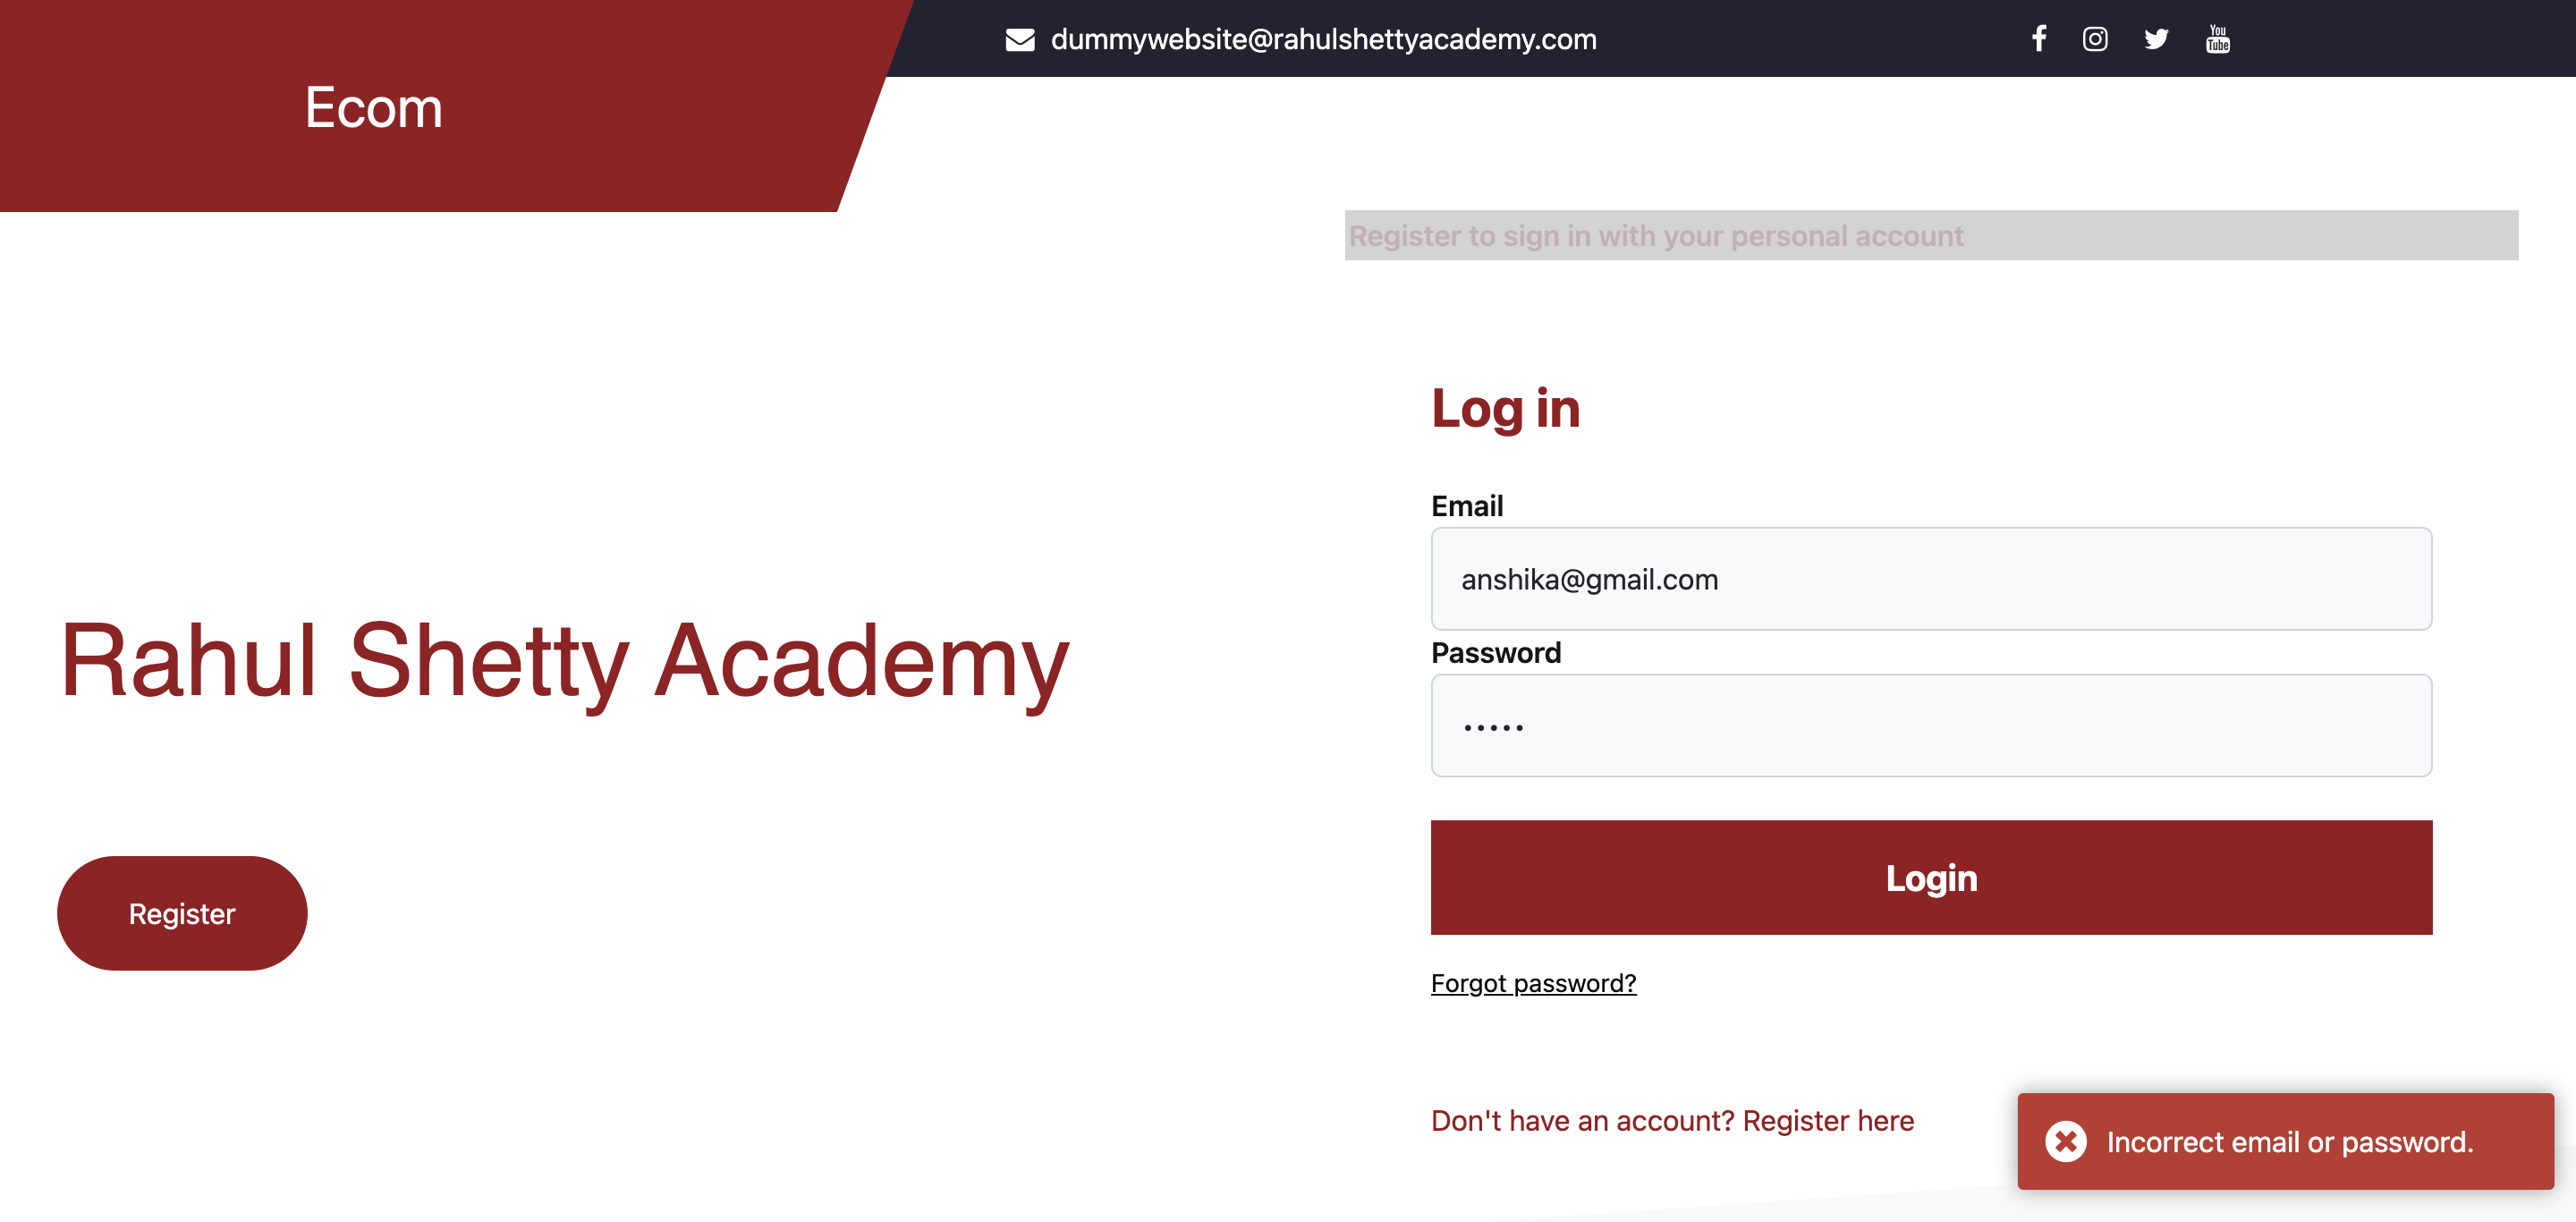 dummywebsite@rahulshettyacademy.com
You
Tube
Ecom
Register to sign in with your personal account
Log in
Email
anshika@gmail.com
Password
•••••
Rahul Shetty Academy
Login
Register
Forgot password?
Don't have an account? Register here
Incorrect email or password.